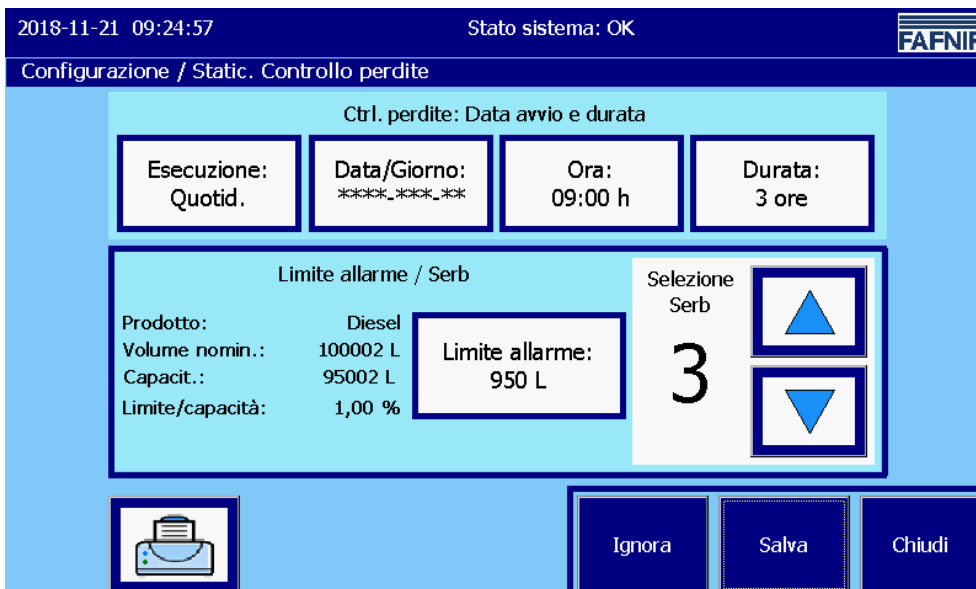 2018-11-21 09:24:57
Stato sistema: OK
FAFNIR
Configurazione / Static. Controllo perdite
Ctrl. perdite: Data avvio e durata
Esecuzione:
Quotid.
Data/Giorno:
****-***-**
Ora:
09:00 h
Durata:
3 ore
Limite allarme / Serb
Prodotto: Diesel
Volume nomin.: 100002 L
Capacit.: 95002 L
Limite/capacità: 1,00 %
Limite allarme:
950 L
Selezione
Serb
3
Ignora
Salva
Chiudi